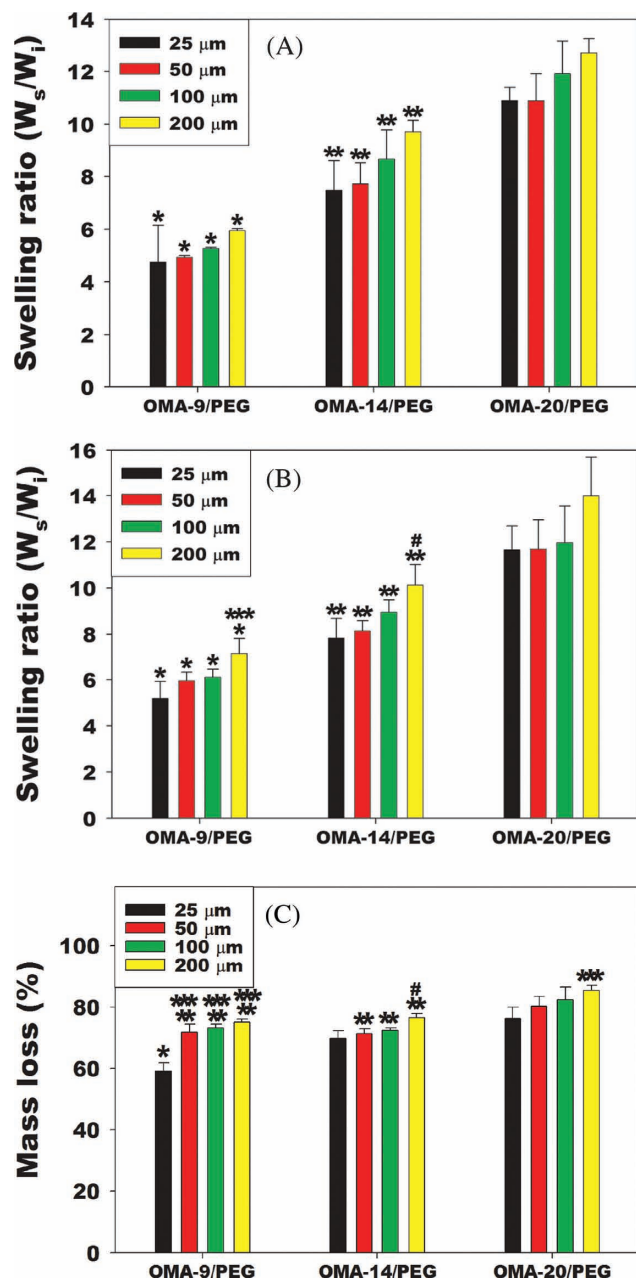 (A)
Swelling ratio (Wₛ/Wᵢ)
14
12
10
8
6
4
2
0
25 μm
50 μm
100 μm
200 μm
* * * *
** ** ** **
OMA-9/PEG OMA-14/PEG OMA-20/PEG
(B)
Swelling ratio (Wₛ/Wᵢ)
16
14
12
10
8
6
4
2
0
25 μm
50 μm
100 μm
200 μm
#
***
* * * *
** ** ** **
OMA-9/PEG OMA-14/PEG OMA-20/PEG
(C)
Mass loss (%)
100
80
60
40
20
0
25 μm
50 μm
100 μm
200 μm
*** *** *** # ***
* ** ** ** ** ** **
OMA-9/PEG OMA-14/PEG OMA-20/PEG